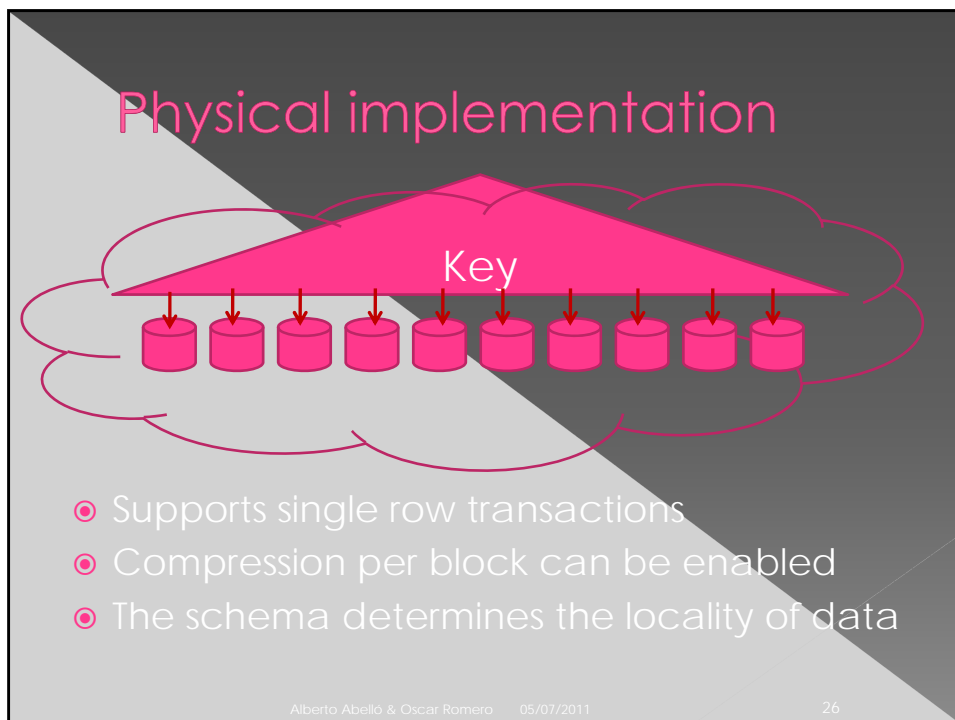 Physical implementation
Key
Supports single row transactions
Compression per block can be enabled
The schema determines the locality of data
Alberto Abelló & Oscar Romero 05/07/2011 26